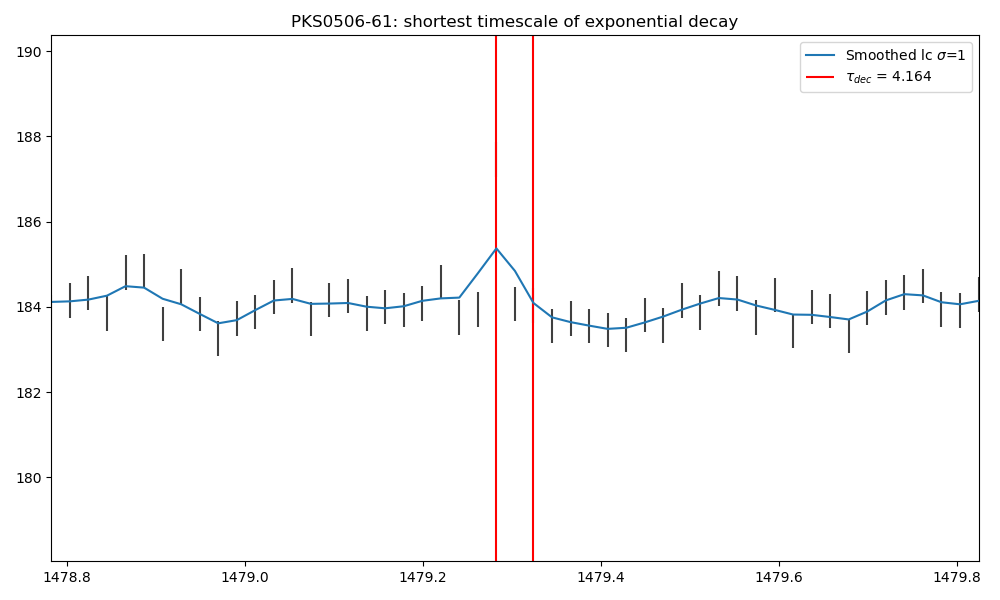 PKS0506-61: shortest timescale of exponential decay
Smoothed lc σ=1
τdec = 4.164
190
188
186
184
182
180
1478.8 1479.0 1479.2 1479.4 1479.6 1479.8